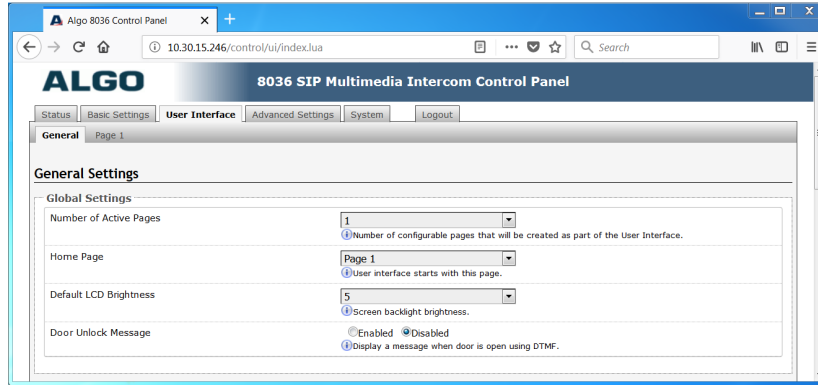 Algo 8036 Control Panel
10.30.15.246/control/ui/index.lua
Search
ALGO
8036 SIP Multimedia Intercom Control Panel
Status Basic Settings User Interface Advanced Settings System Logout
General Page 1
General Settings
Global Settings
Number of Active Pages 1
Number of configurable pages that will be created as part of the User Interface.
Home Page Page 1
User interface starts with this page.
Default LCD Brightness 5
Screen backlight brightness.
Door Unlock Message Enabled Disabled
Display a message when door is open using DTMF.